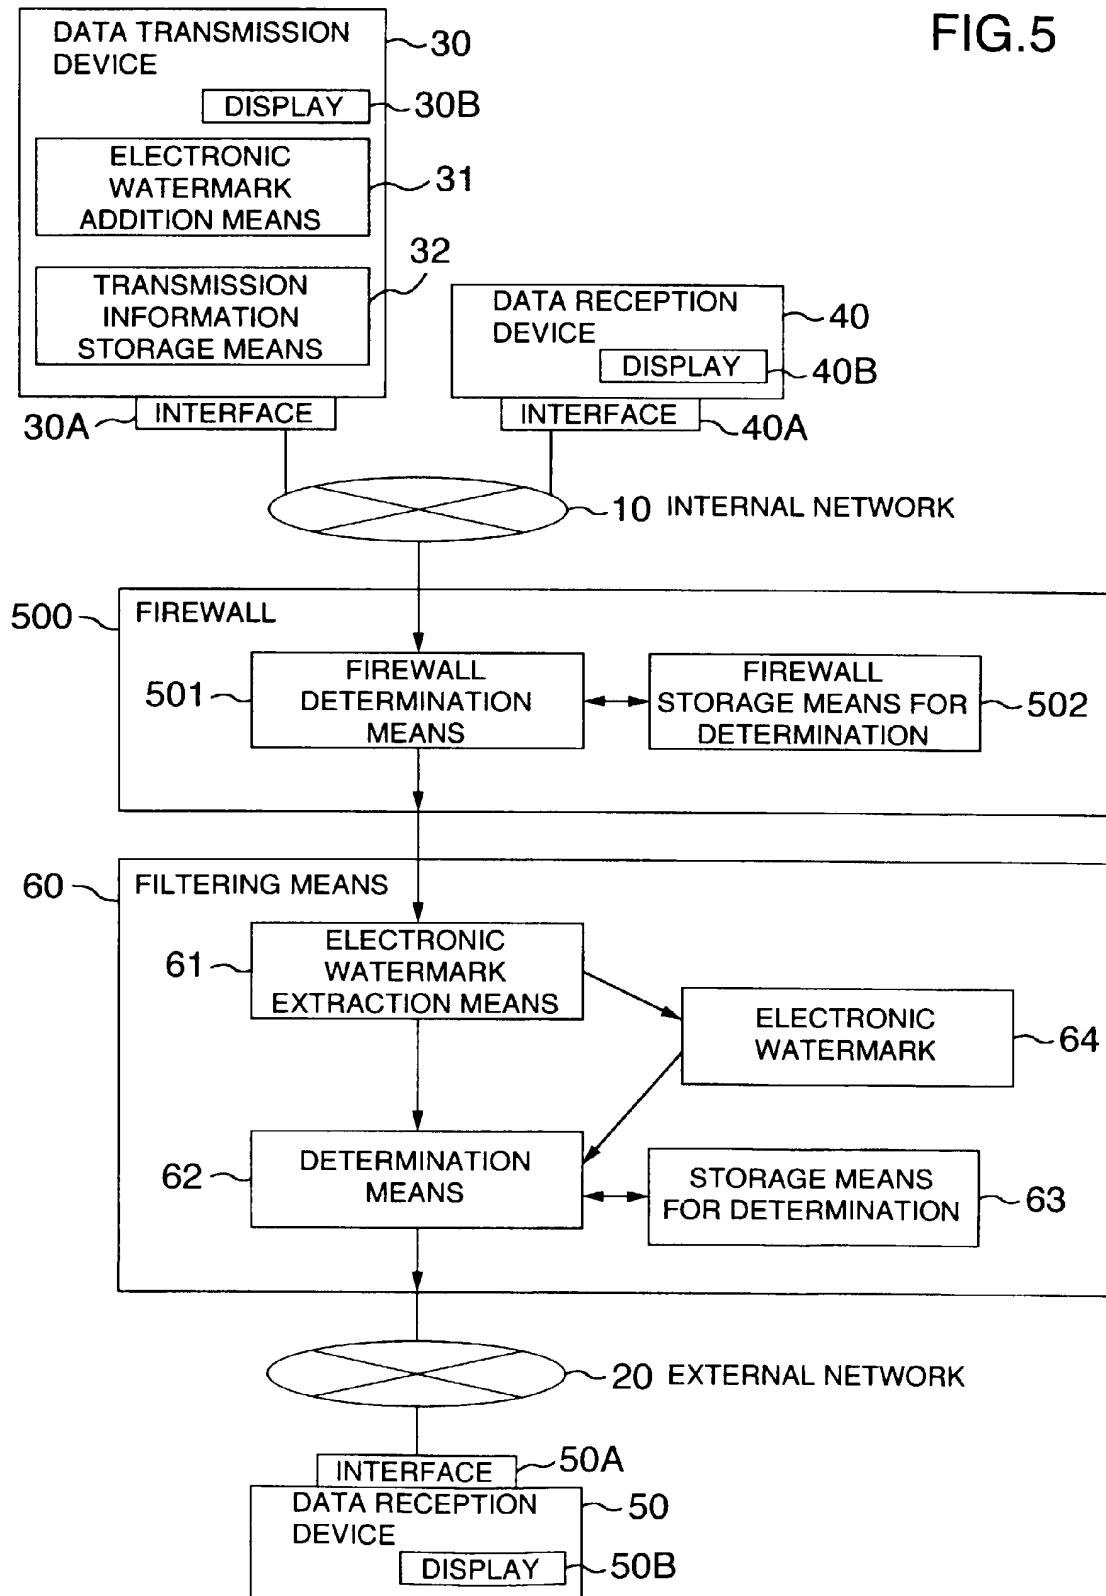 FIG.5
DATA TRANSMISSION
DEVICE
30
DISPLAY
30B
ELECTRONIC
WATERMARK
ADDITION MEANS
31
32
TRANSMISSION
INFORMATION
STORAGE MEANS
DATA RECEPTION
DEVICE
40
DISPLAY
40B
30A
INTERFACE
INTERFACE
40A
10 INTERNAL NETWORK
500
FIREWALL
501
FIREWALL
DETERMINATION
MEANS
FIREWALL
STORAGE MEANS FOR
DETERMINATION
502
60
FILTERING MEANS
61
ELECTRONIC
WATERMARK
EXTRACTION MEANS
ELECTRONIC
WATERMARK
64
62
DETERMINATION
MEANS
STORAGE MEANS
FOR DETERMINATION
63
20 EXTERNAL NETWORK
INTERFACE
50A
DATA RECEPTION
DEVICE
50
DISPLAY
50B